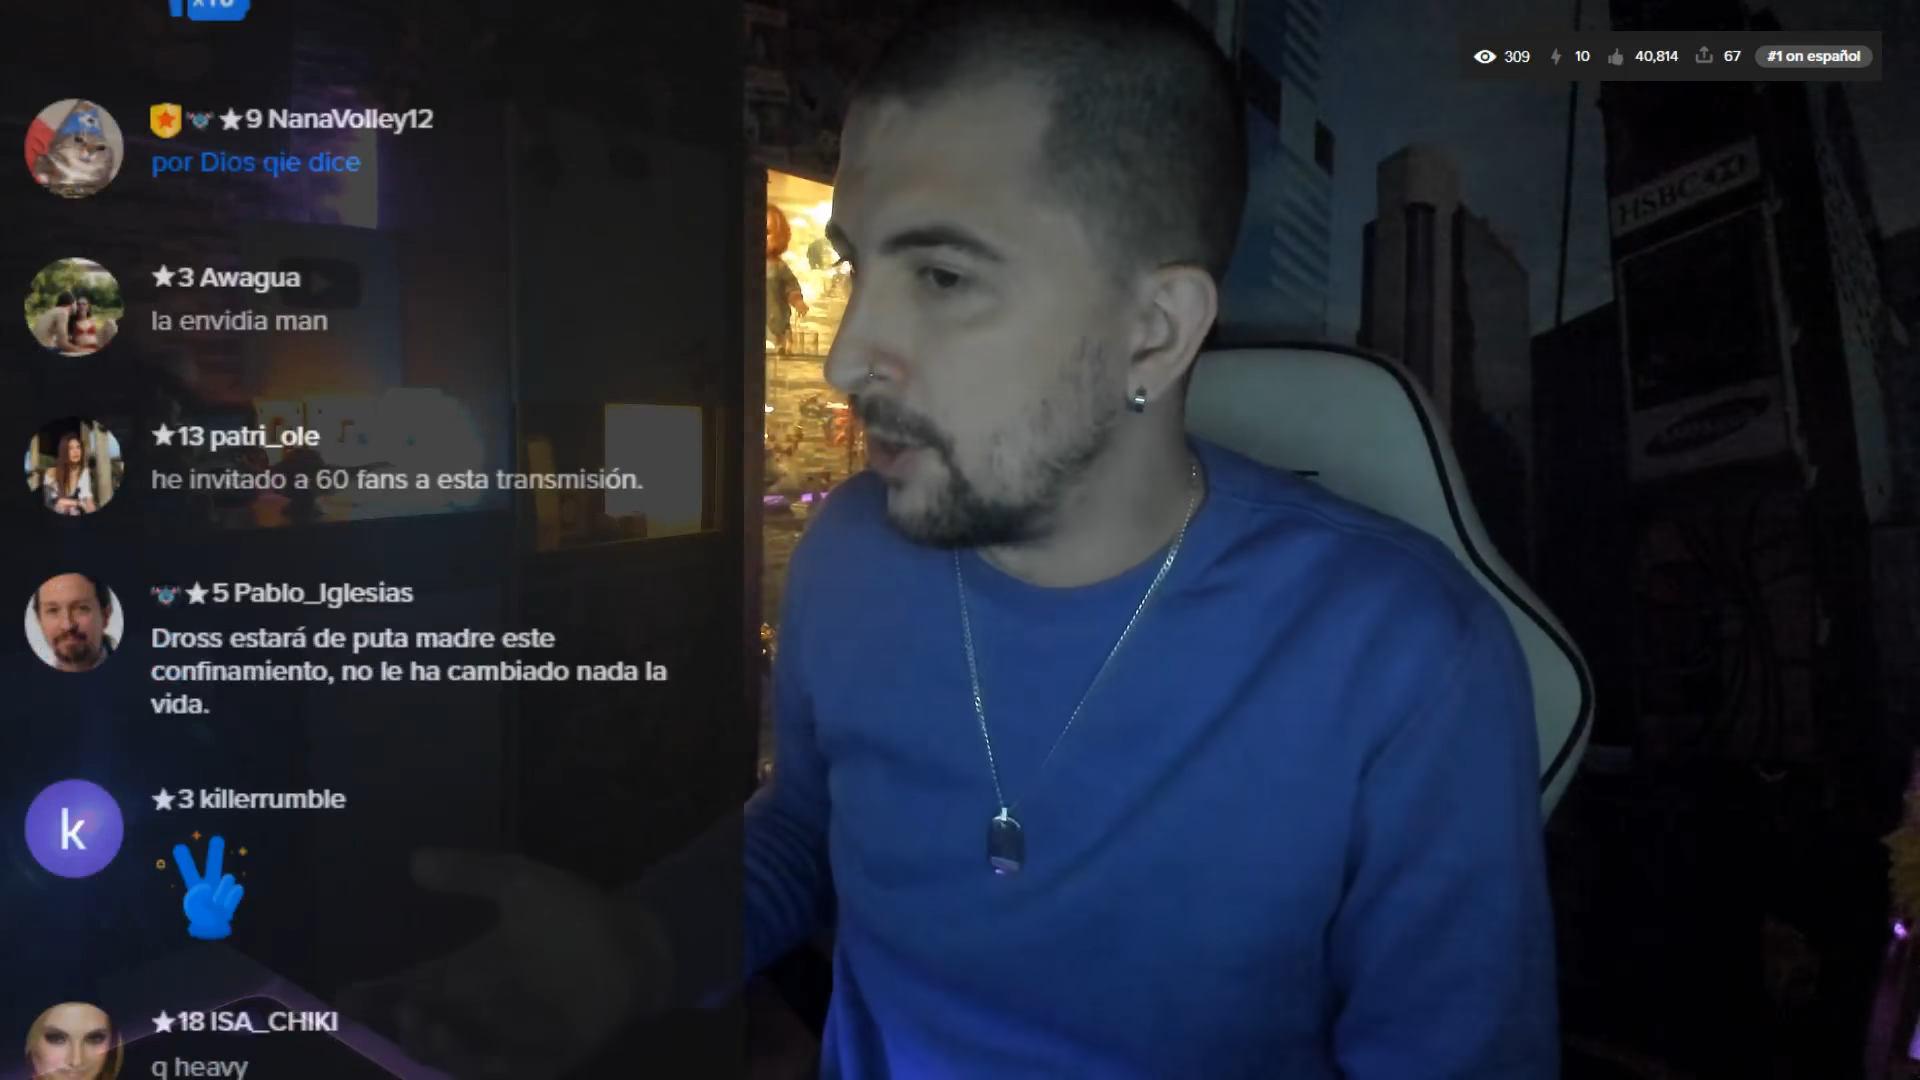 x10
309 10 40,814 67 #1 on español
★9 NanaVolley12
por Dios qie dice
★3 Awagua
la envidia man
★13 patri_ole
he invitado a 60 fans a esta transmisión.
★5 Pablo_Iglesias
Dross estará de puta madre este
confinamiento, no le ha cambiado nada la
vida.
k
★3 killerrumble
★18 ISA_CHIKI
q heavy
HSBC